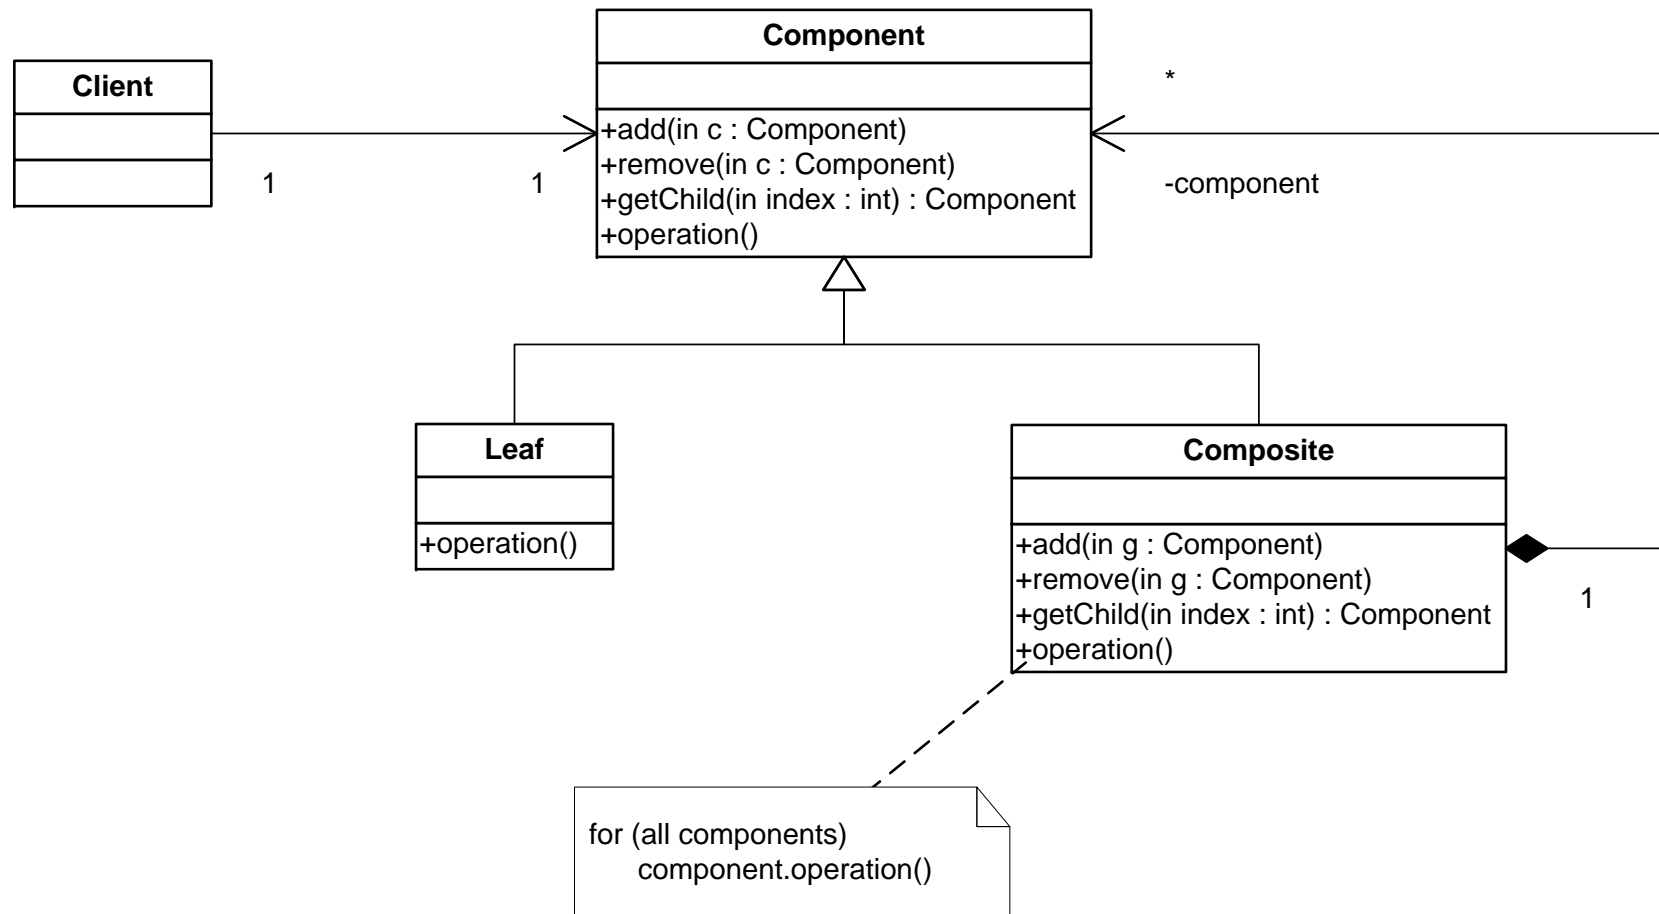 Component
Client
*
+add(in c : Component)
+remove(in c : Component)
+getChild(in index : int) : Component
+operation()
1
1
-component
Leaf
+operation()
Composite
+add(in g : Component)
+remove(in g : Component)
+getChild(in index : int) : Component
+operation()
1
for (all components)
component.operation()